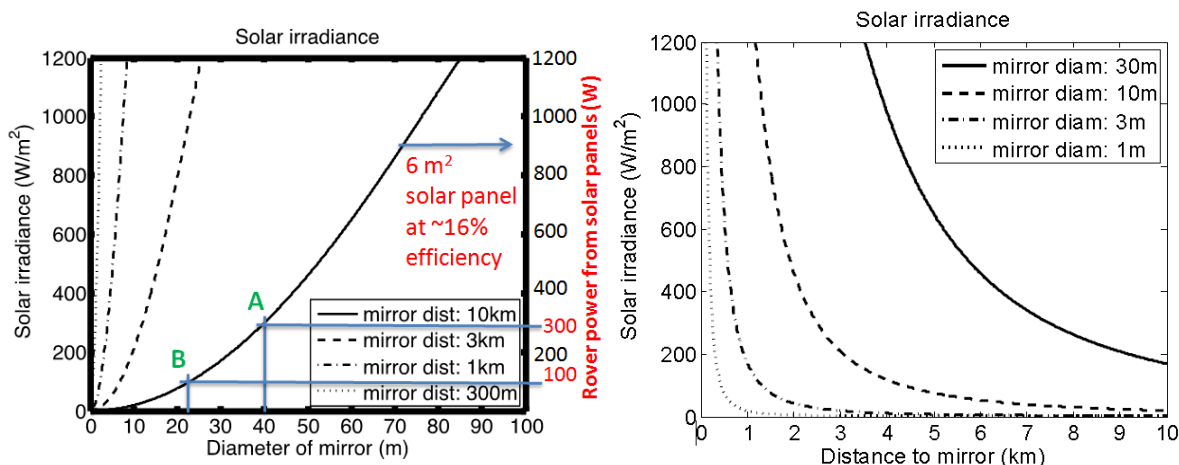 Solar irradiance
1200
1000
800
600
400
200
0
Solar irradiance (W/m²)
0 10 20 30 40 50 60 70 80 90 100
Diameter of mirror (m)
A
B
6 m²
solar panel
at ~16%
efficiency
mirror dist: 10km
mirror dist: 3km
mirror dist: 1km
mirror dist: 300m
1200
1000
800
600
400
300
200
100
Rover power from solar panels (W)
Solar irradiance
1200
1000
800
600
400
200
0
Solar irradiance (W/m²)
0 1 2 3 4 5 6 7 8 9 10
Distance to mirror (km)
mirror diam: 30m
mirror diam: 10m
mirror diam: 3m
mirror diam: 1m